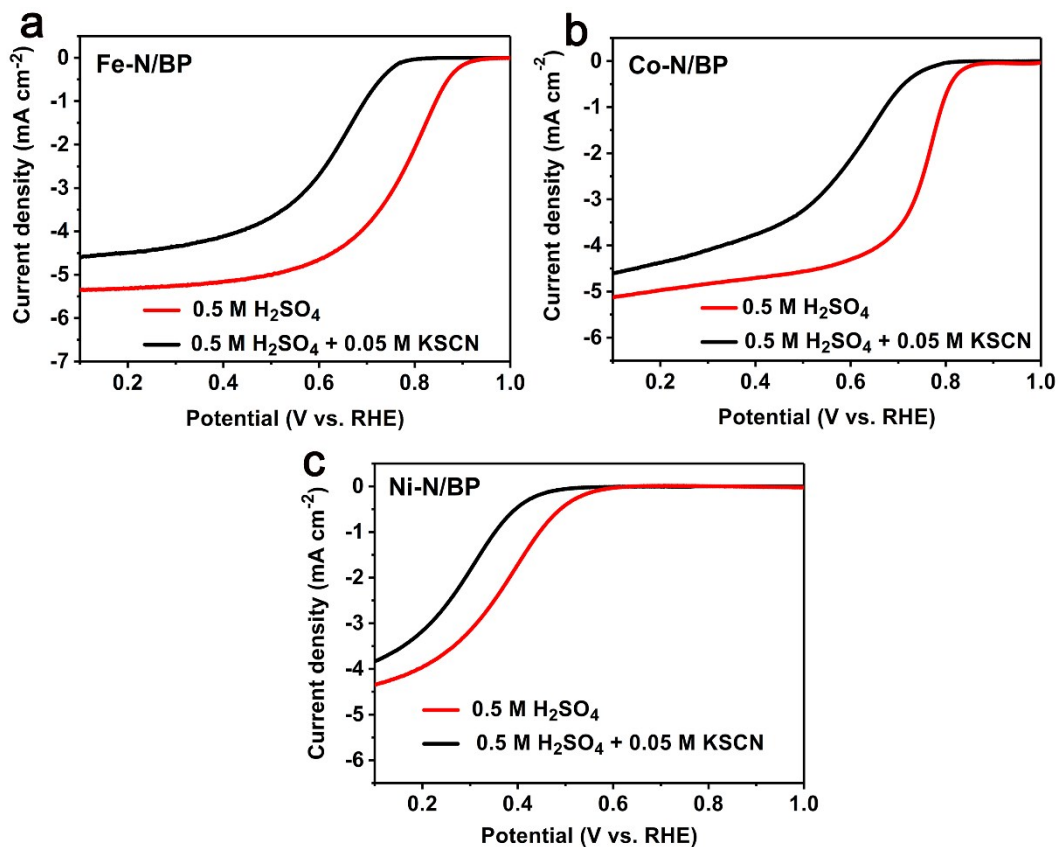 a
Fe-N/BP
Current density (mA cm⁻²)
0
-1
-2
-3
-4
-5
-6
-7
0.5 M H₂SO₄
0.5 M H₂SO₄ + 0.05 M KSCN
0.2 0.4 0.6 0.8 1.0
Potential (V vs. RHE)
b
Co-N/BP
Current density (mA cm⁻²)
0
-1
-2
-3
-4
-5
-6
0.5 M H₂SO₄
0.5 M H₂SO₄ + 0.05 M KSCN
0.2 0.4 0.6 0.8 1.0
Potential (V vs. RHE)
c
Ni-N/BP
Current density (mA cm⁻²)
0
-1
-2
-3
-4
-5
-6
0.5 M H₂SO₄
0.5 M H₂SO₄ + 0.05 M KSCN
0.2 0.4 0.6 0.8 1.0
Potential (V vs. RHE)